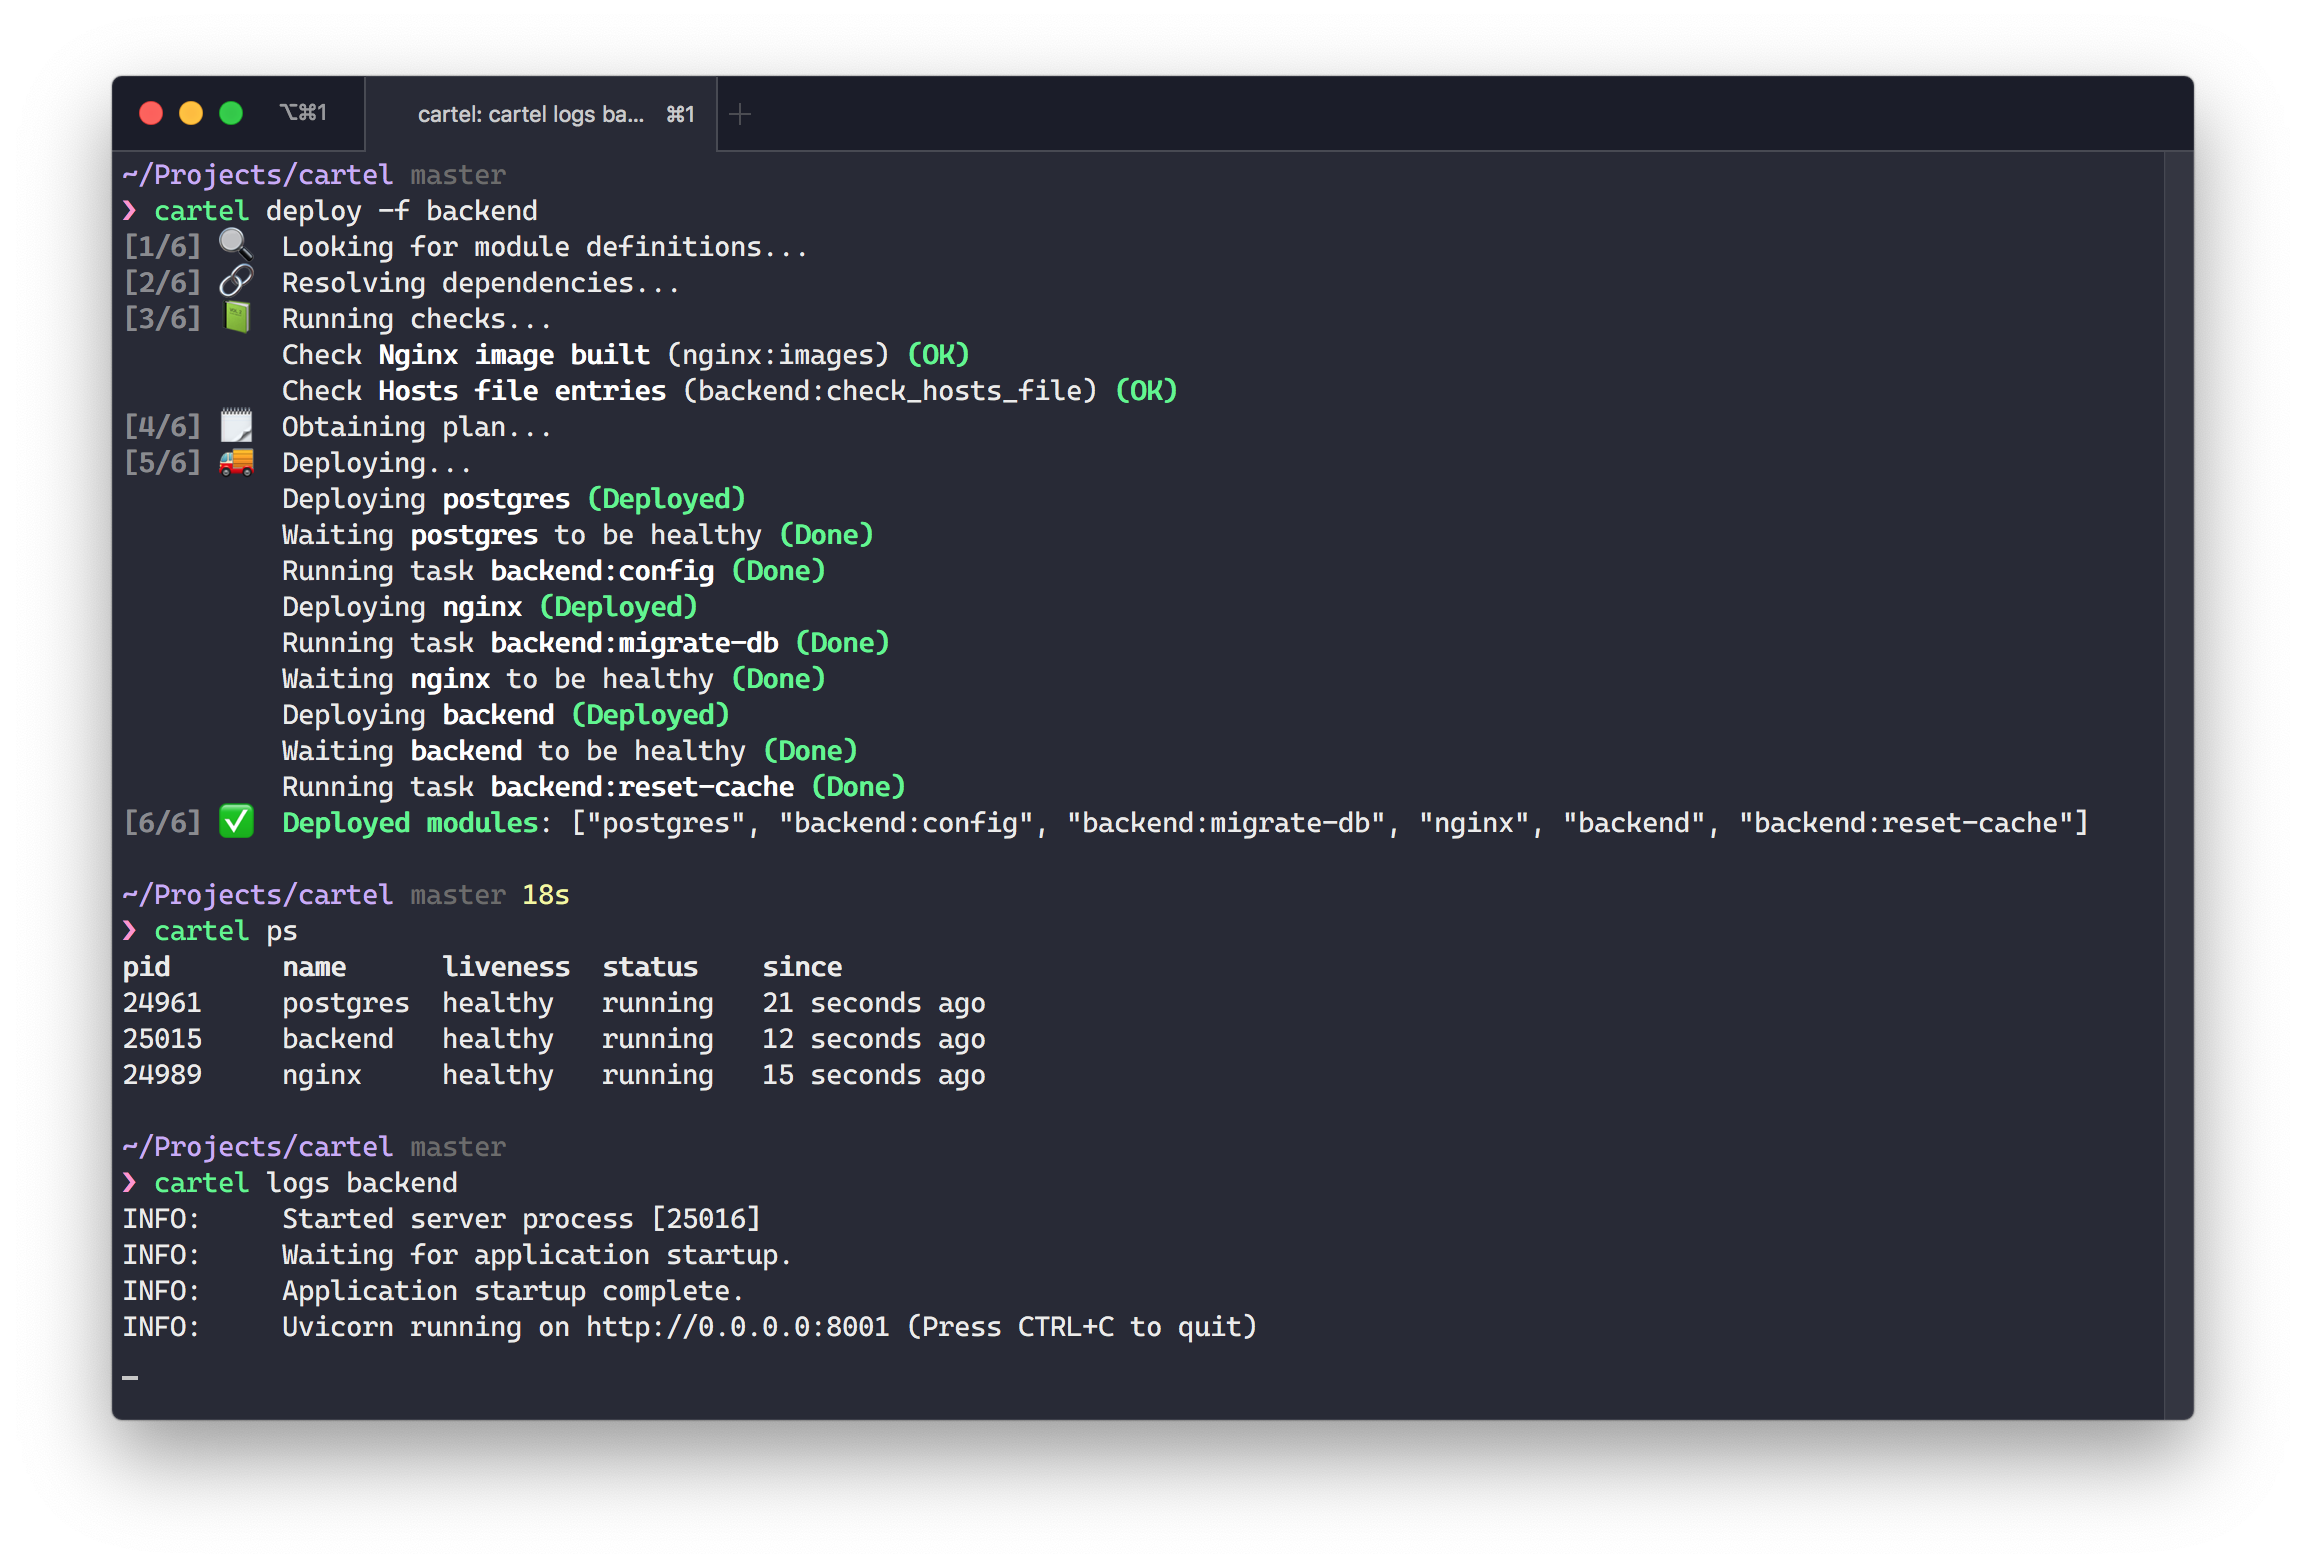 ⌥⌘1 cartel: cartel logs ba... ⌘1 +
~/Projects/cartel master
❯ cartel deploy -f backend
[1/6] 🔍 Looking for module definitions...
[2/6] 🔗 Resolving dependencies...
[3/6] 📗 Running checks...
Check Nginx image built (nginx:images) (OK)
Check Hosts file entries (backend:check_hosts_file) (OK)
[4/6] 🗒️ Obtaining plan...
[5/6] 🚚 Deploying...
Deploying postgres (Deployed)
Waiting postgres to be healthy (Done)
Running task backend:config (Done)
Deploying nginx (Deployed)
Running task backend:migrate-db (Done)
Waiting nginx to be healthy (Done)
Deploying backend (Deployed)
Waiting backend to be healthy (Done)
Running task backend:reset-cache (Done)
[6/6] ✅ Deployed modules: ["postgres", "backend:config", "backend:migrate-db", "nginx", "backend", "backend:reset-cache"]
~/Projects/cartel master 18s
❯ cartel ps
pid name liveness status since
24961 postgres healthy running 21 seconds ago
25015 backend healthy running 12 seconds ago
24989 nginx healthy running 15 seconds ago
~/Projects/cartel master
❯ cartel logs backend
INFO: Started server process [25016]
INFO: Waiting for application startup.
INFO: Application startup complete.
INFO: Uvicorn running on http://0.0.0.0:8001 (Press CTRL+C to quit)